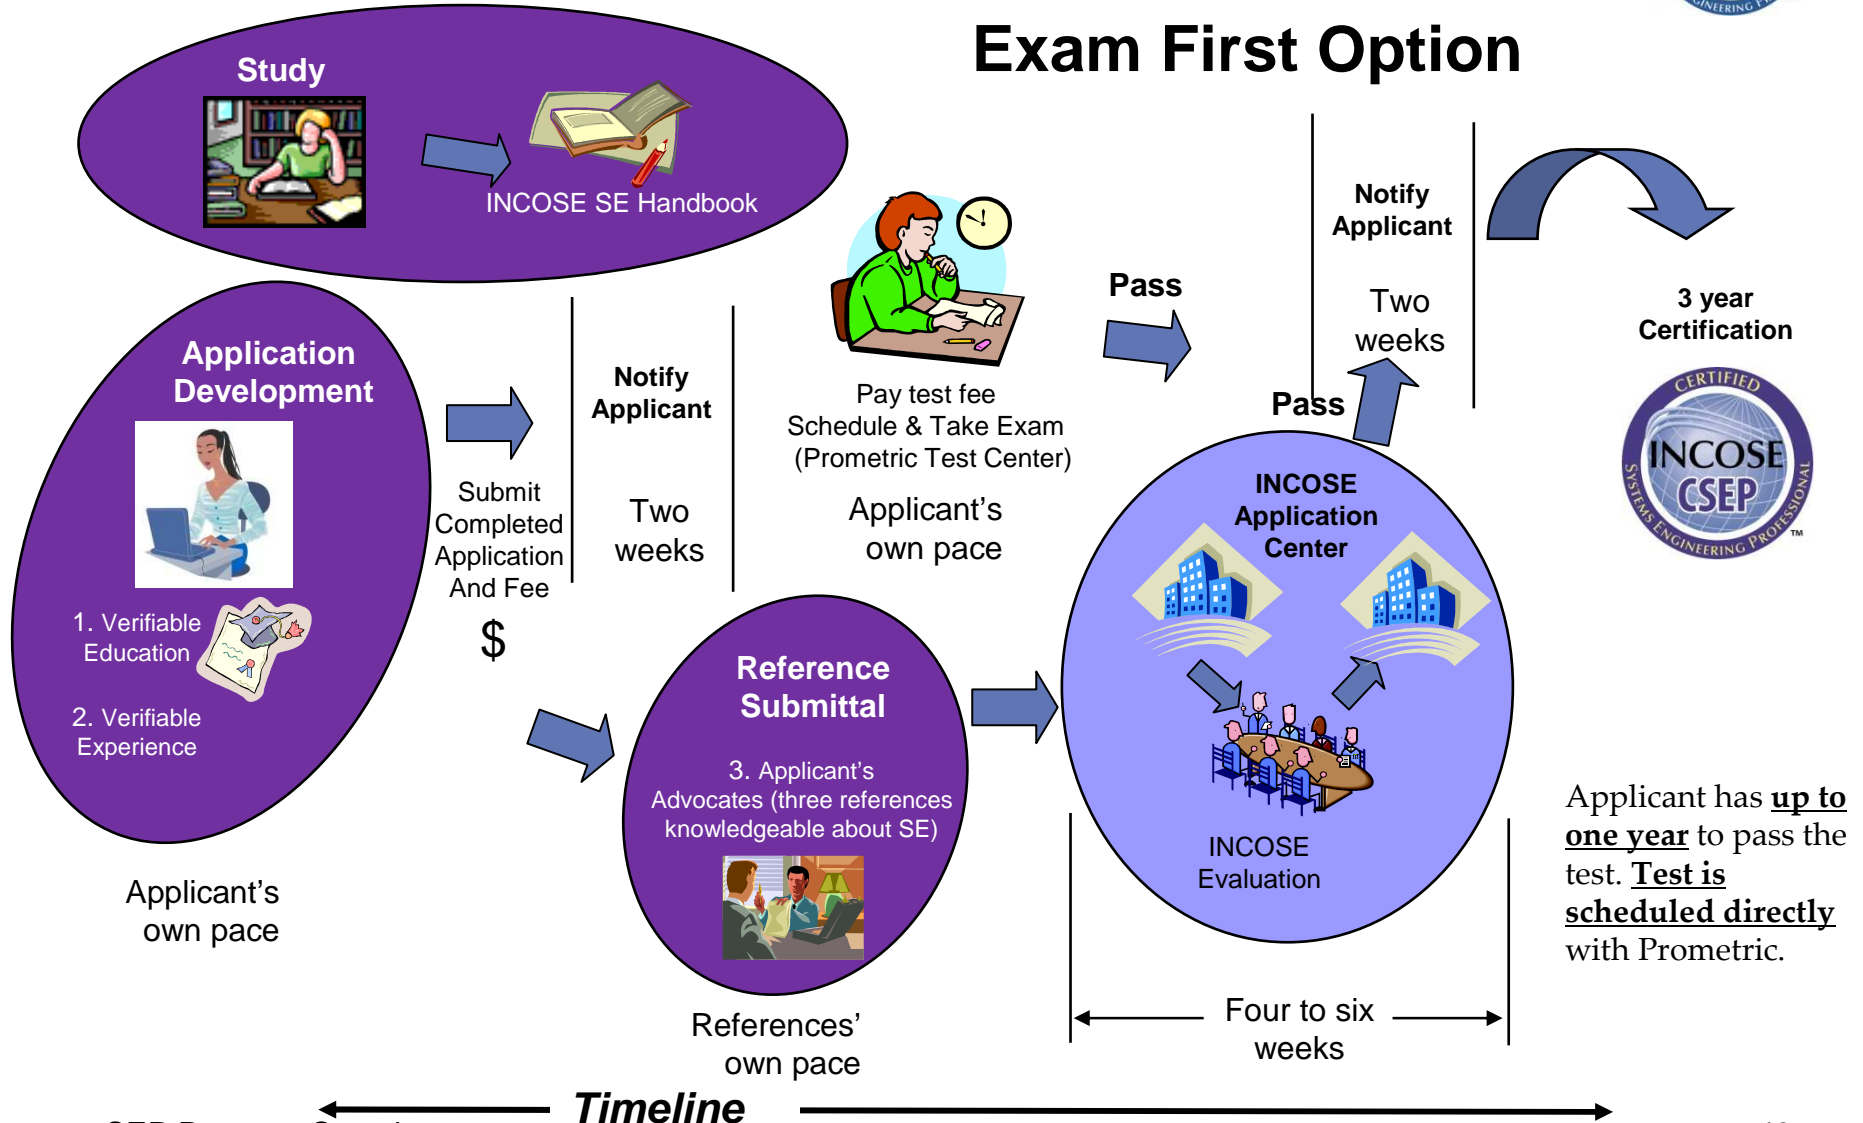 Exam First Option
Study
INCOSE SE Handbook
Application
Development
1. Verifiable
Education
2. Verifiable
Experience
Applicant's
own pace
Submit
Completed
Application
And Fee
$
Notify
Applicant
Two
weeks
Pay test fee
Schedule & Take Exam
(Prometric Test Center)
Applicant's
own pace
Pass
Reference
Submittal
3. Applicant's
Advocates (three references
knowledgeable about SE)
References'
own pace
Pass
INCOSE
Application
Center
INCOSE
Evaluation
Four to six
weeks
Notify
Applicant
Two
weeks
3 year
Certification
CERTIFIED
INCOSE
CSEP
SYSTEMS ENGINEERING PROFESSIONAL
TM
Applicant has up to
one year to pass the
test. Test is
scheduled directly
with Prometric.
Timeline